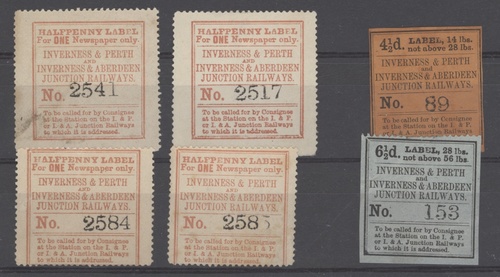 HALFPENNY LABEL
For ONE Newspaper only.
INVERNESS & PERTH
and
INVERNESS & ABERDEEN
JUNCTION RAILWAYS.
No. 2541
To be called for by Consignee
at the Station on the I. & P.
or I. & A. Junction Railways
to which it is addressed.
HALFPENNY LABEL
For ONE Newspaper only.
INVERNESS & PERTH
and
INVERNESS & ABERDEEN
JUNCTION RAILWAYS.
No. 2517
To be called for by Consignee
at the Station on the I. & P.
or I. & A. Junction Railways
to which it is addressed.
4½d. LABEL, 14 lbs.
not above 28 lbs.
INVERNESS & PERTH
and
INVERNESS & ABERDEEN
JUNCTION RAILWAYS.
No. 89
To be called for by Consignee
at the Station on the I. & P.
or I. & A. Junction Railways
to which it is addressed.
HALFPENNY LABEL
For ONE Newspaper only.
INVERNESS & PERTH
and
INVERNESS & ABERDEEN
JUNCTION RAILWAYS.
No. 2584
To be called for by Consignee
at the Station on the I. & P.
or I. & A. Junction Railways
to which it is addressed.
HALFPENNY LABEL
For ONE Newspaper only.
INVERNESS & PERTH
and
INVERNESS & ABERDEEN
JUNCTION RAILWAYS.
No.
To be called for by Consignee
at the Station on the I. & P.
or I. & A. Junction Railways
to which it is addressed.
6½d. LABEL, 28 lbs.
not above 56 lbs.
INVERNESS & PERTH
and
INVERNESS & ABERDEEN
JUNCTION RAILWAYS.
No. 153
To be called for by Consignee
at the Station on the I. & P.
or I. & A. Junction Railways
to which it is addressed.